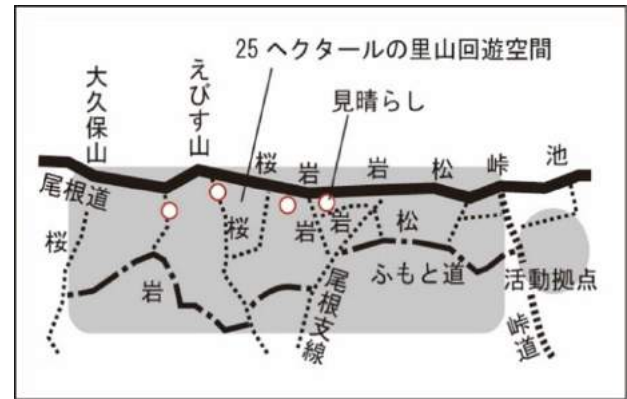 25 ヘクタールの里山回遊空間
見晴らし
大久保山
えびす山
桜
岩
岩
松
峠
池
尾根道
桜
桜
岩
岩
松
岩
尾根支線
ふもと道
活動拠点
峠道